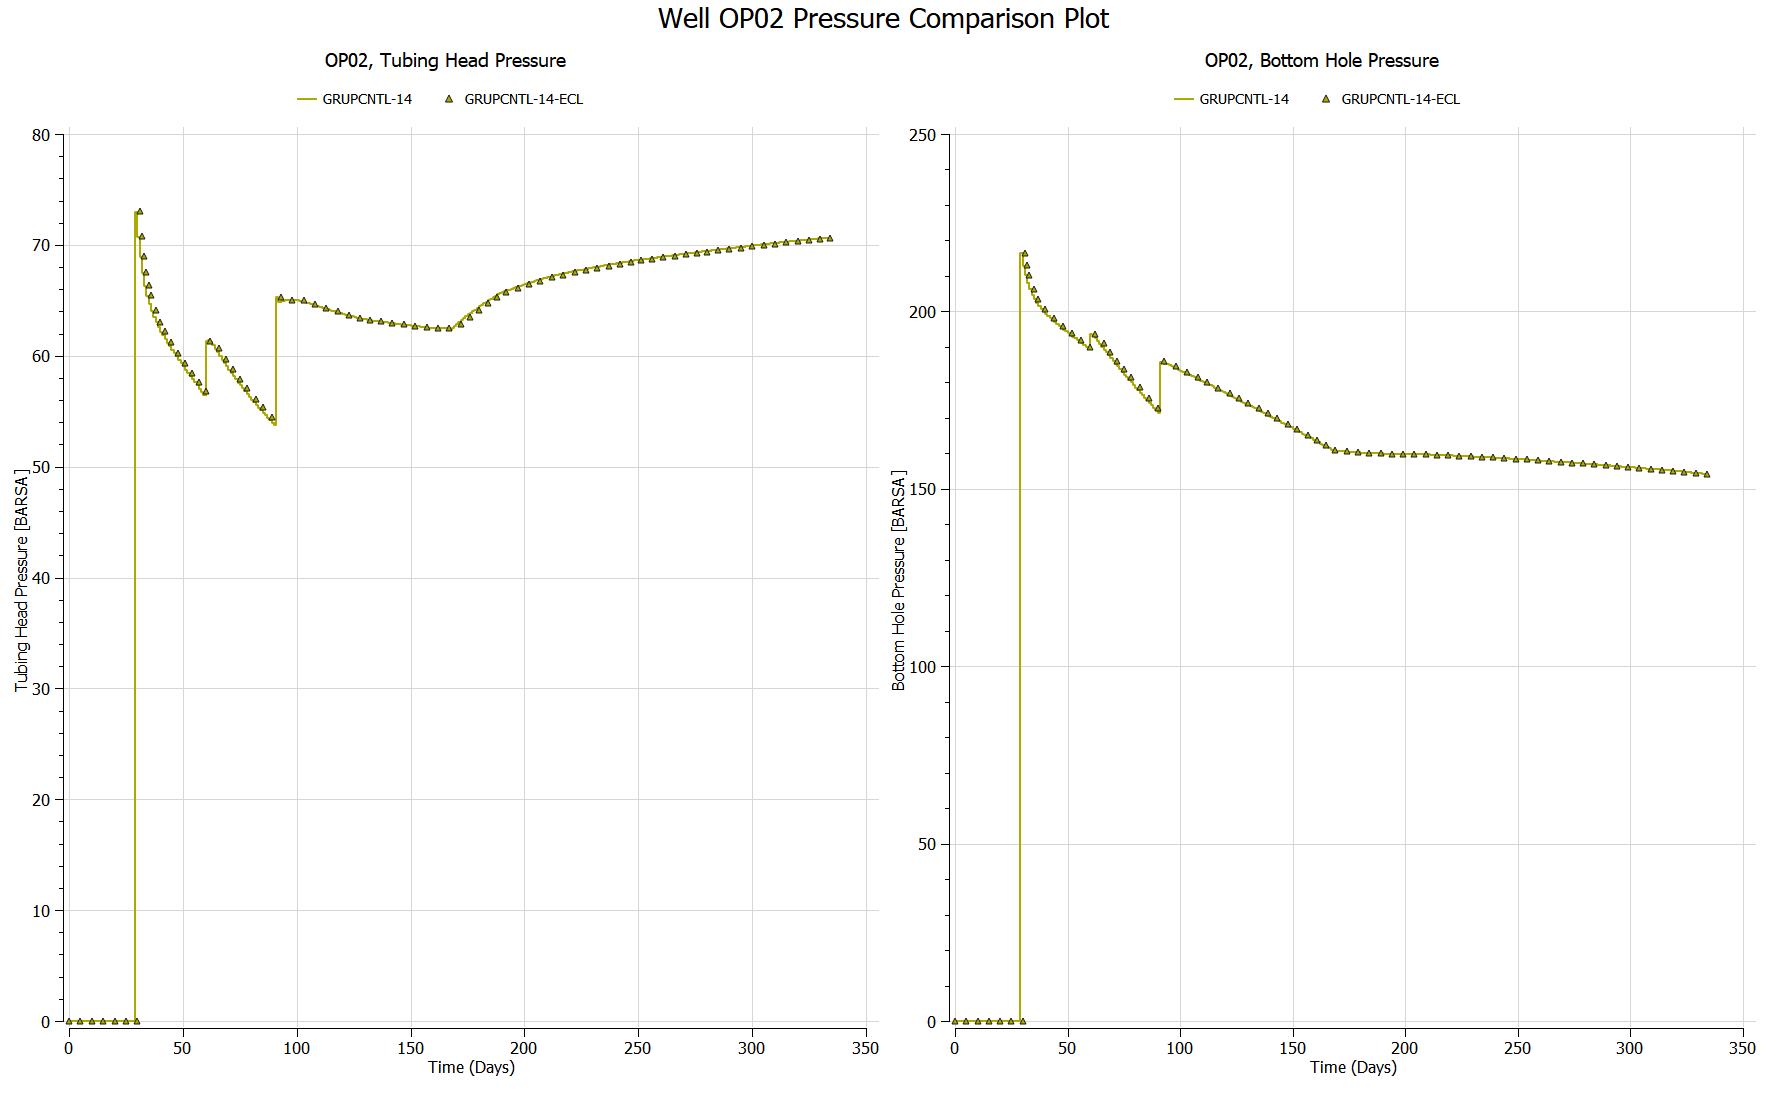 Well OP02 Pressure Comparison Plot
OP02, Tubing Head Pressure
GRUPCNTL-14 GRUPCNTL-14-ECL
80
70
60
50
40
30
20
10
0
Tubing Head Pressure [BARSA]
0 50 100 150 200 250 300 350
Time (Days)
OP02, Bottom Hole Pressure
GRUPCNTL-14 GRUPCNTL-14-ECL
250
200
150
100
50
0
Bottom Hole Pressure [BARSA]
0 50 100 150 200 250 300 350
Time (Days)